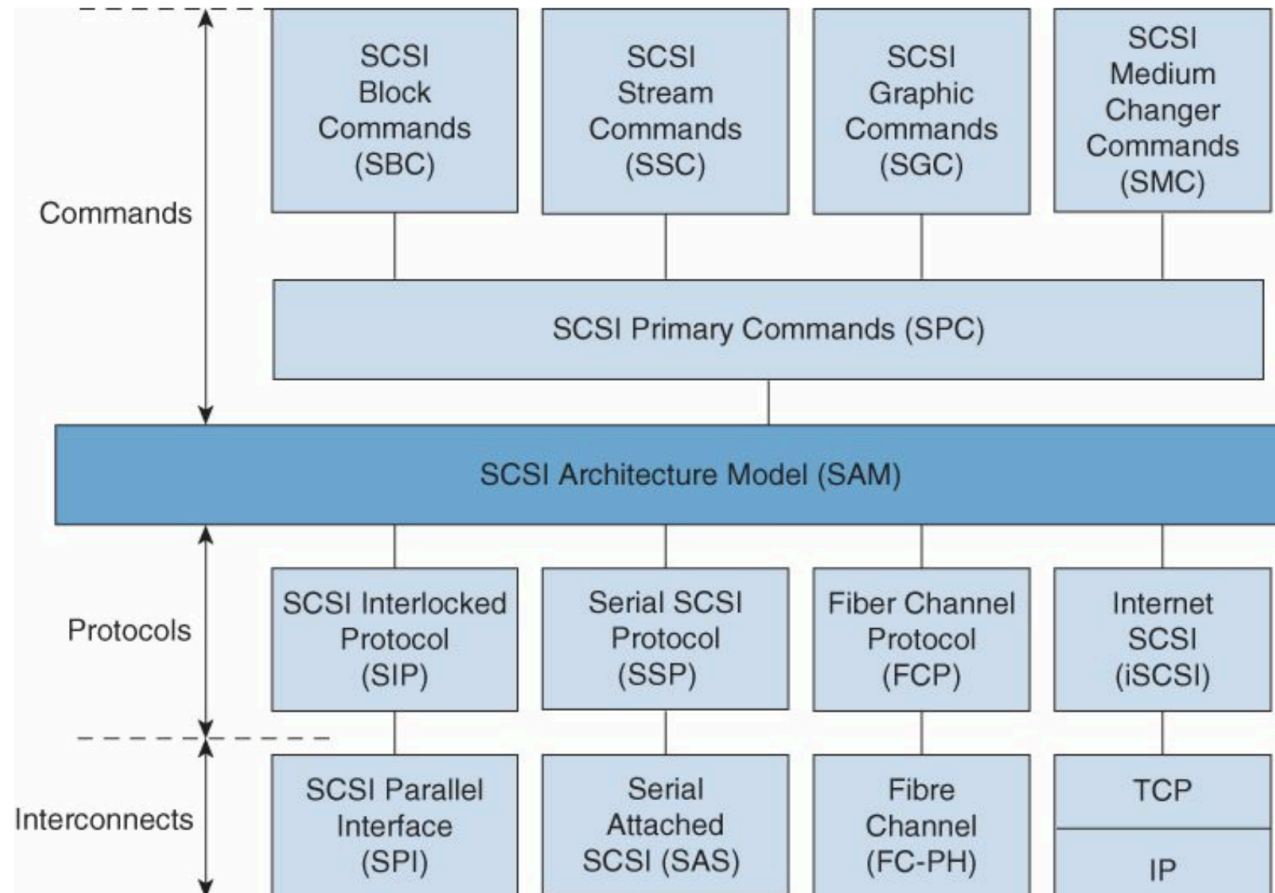 SCSI
Block
Commands
(SBC)
SCSI
Stream
Commands
(SSC)
SCSI
Graphic
Commands
(SGC)
SCSI
Medium
Changer
Commands
(SMC)
Commands
SCSI Primary Commands (SPC)
SCSI Architecture Model (SAM)
Protocols
SCSI Interlocked
Protocol
(SIP)
Serial SCSI
Protocol
(SSP)
Fiber Channel
Protocol
(FCP)
Internet
SCSI
(iSCSI)
Interconnects
SCSI Parallel
Interface
(SPI)
Serial
Attached
SCSI (SAS)
Fibre
Channel
(FC-PH)
TCP
IP